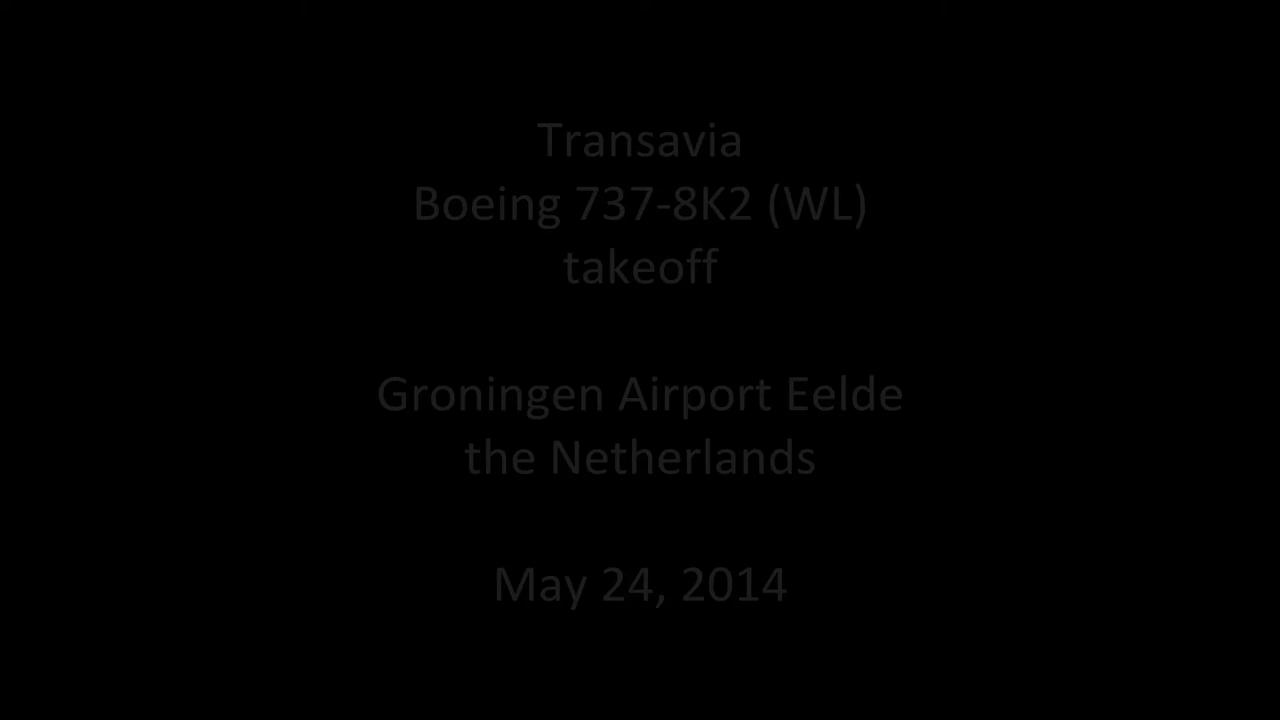 Transavia
Boeing 737-8K2 (WL)
takeoff
Groningen Airport Eelde
the Netherlands
May 24, 2014